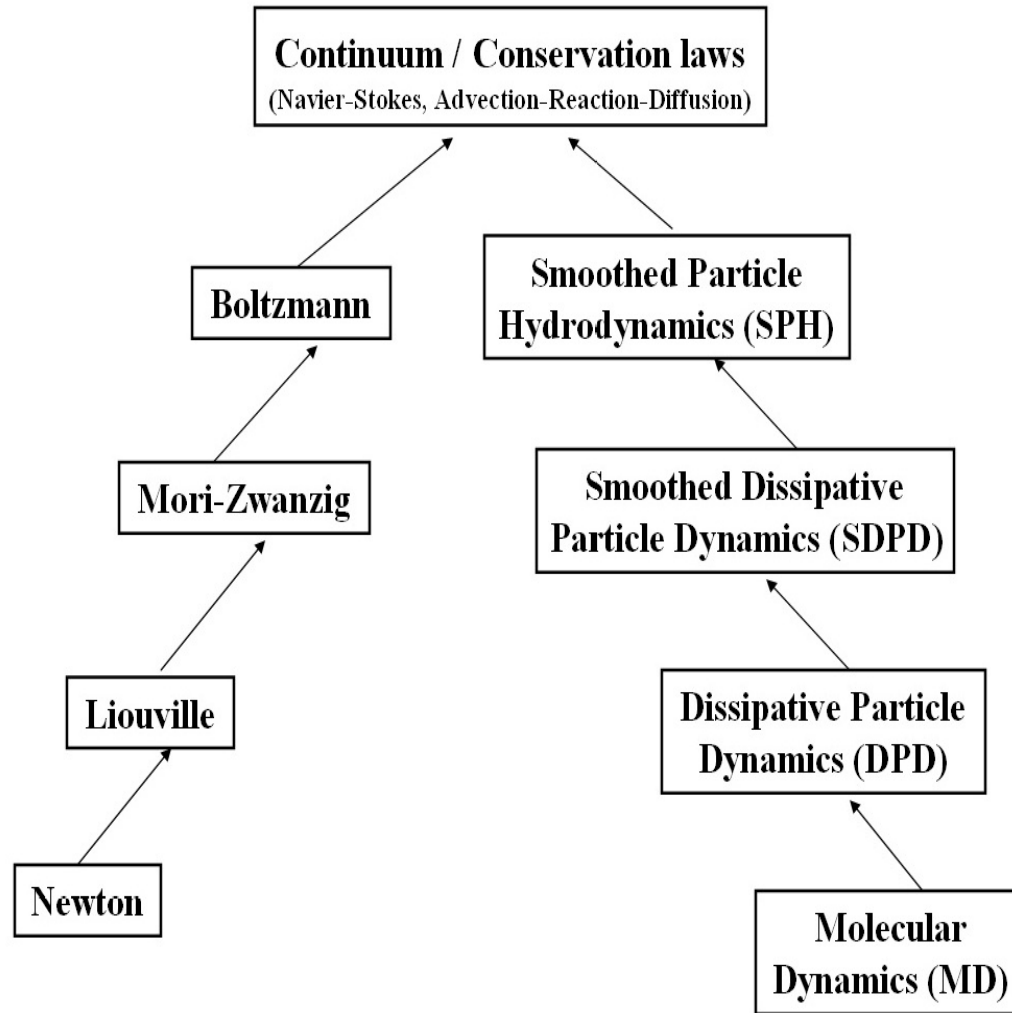 Continuum / Conservation laws
(Navier-Stokes, Advection-Reaction-Diffusion)
Boltzmann
Smoothed Particle
Hydrodynamics (SPH)
Mori-Zwanzig
Smoothed Dissipative
Particle Dynamics (SDPD)
Liouville
Dissipative Particle
Dynamics (DPD)
Newton
Molecular
Dynamics (MD)